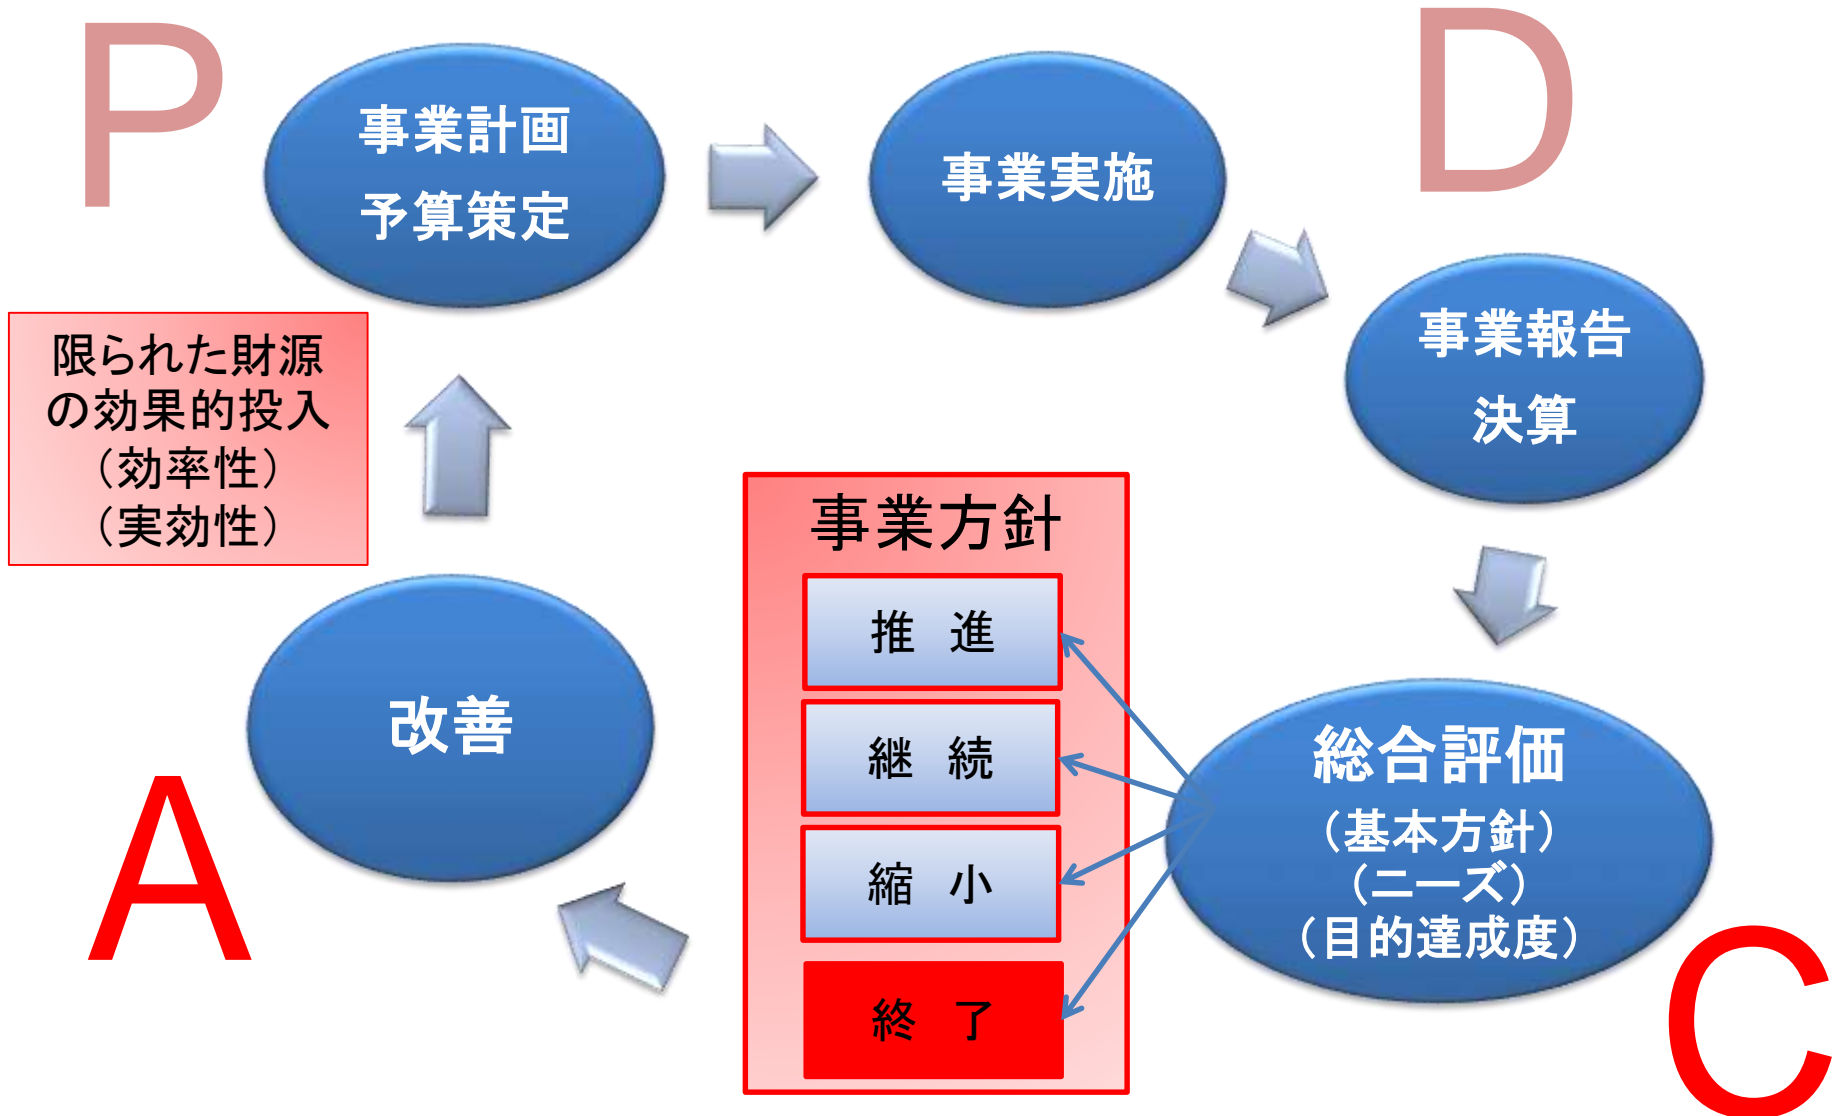 P
事業計画
予算策定
事業実施
D
事業報告
決算
限られた財源
の効果的投入
（効率性）
（実効性）
事業方針
推　進
継　続
縮　小
終　了
総合評価
（基本方針）
（ニーズ）
（目的達成度）
C
改善
A